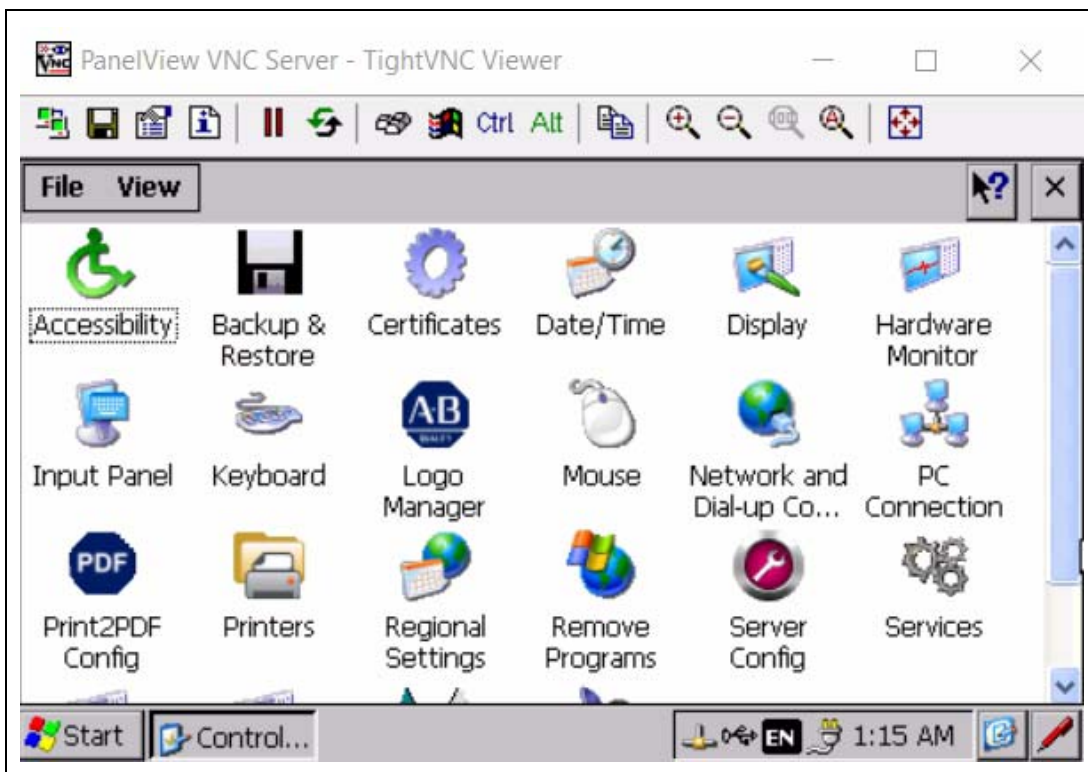 PanelView VNC Server - TightVNC Viewer
Ctrl Alt
File View
Accessibility
Backup &
Restore
Certificates
Date/Time
Display
Hardware
Monitor
Input Panel
Keyboard
A·B
QUALITY
Logo
Manager
Mouse
Network and
Dial-up Co...
PC
Connection
PDF
Print2PDF
Config
Printers
Regional
Settings
Remove
Programs
Server
Config
Services
Start
Control...
EN
1:15 AM